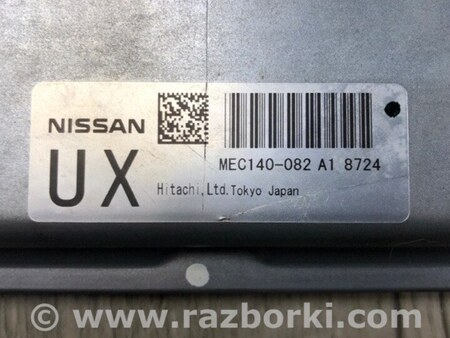 NISSAN
UX
MEC140-082 A1 8724
Hitachi,Ltd.Tokyo Japan
© www.razborki.com